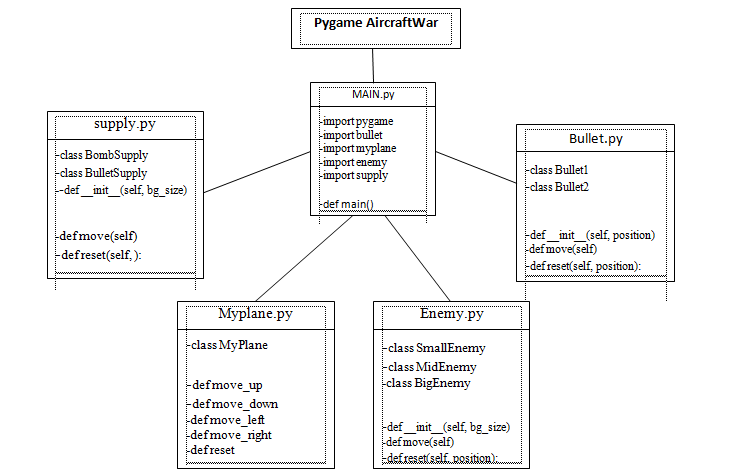 Pygame AircraftWar
MAIN.py
-import pygame
-import bullet
-import myplane
-import enemy
-import supply
-def main()
supply.py
-class BombSupply
-class BulletSupply
--def __init__(self, bg_size)
-def move(self)
-def reset(self, ):
Bullet.py
-class Bullet1
-class Bullet2
-def __init__(self, position)
-def move(self)
-def reset(self, position):
Myplane.py
-class MyPlane
-def move_up
-def move_down
-def move_left
-def move_right
-def reset
Enemy.py
-class SmallEnemy
-class MidEnemy
-class BigEnemy
-def __init__(self, bg_size)
-def move(self)
-def reset(self, position):